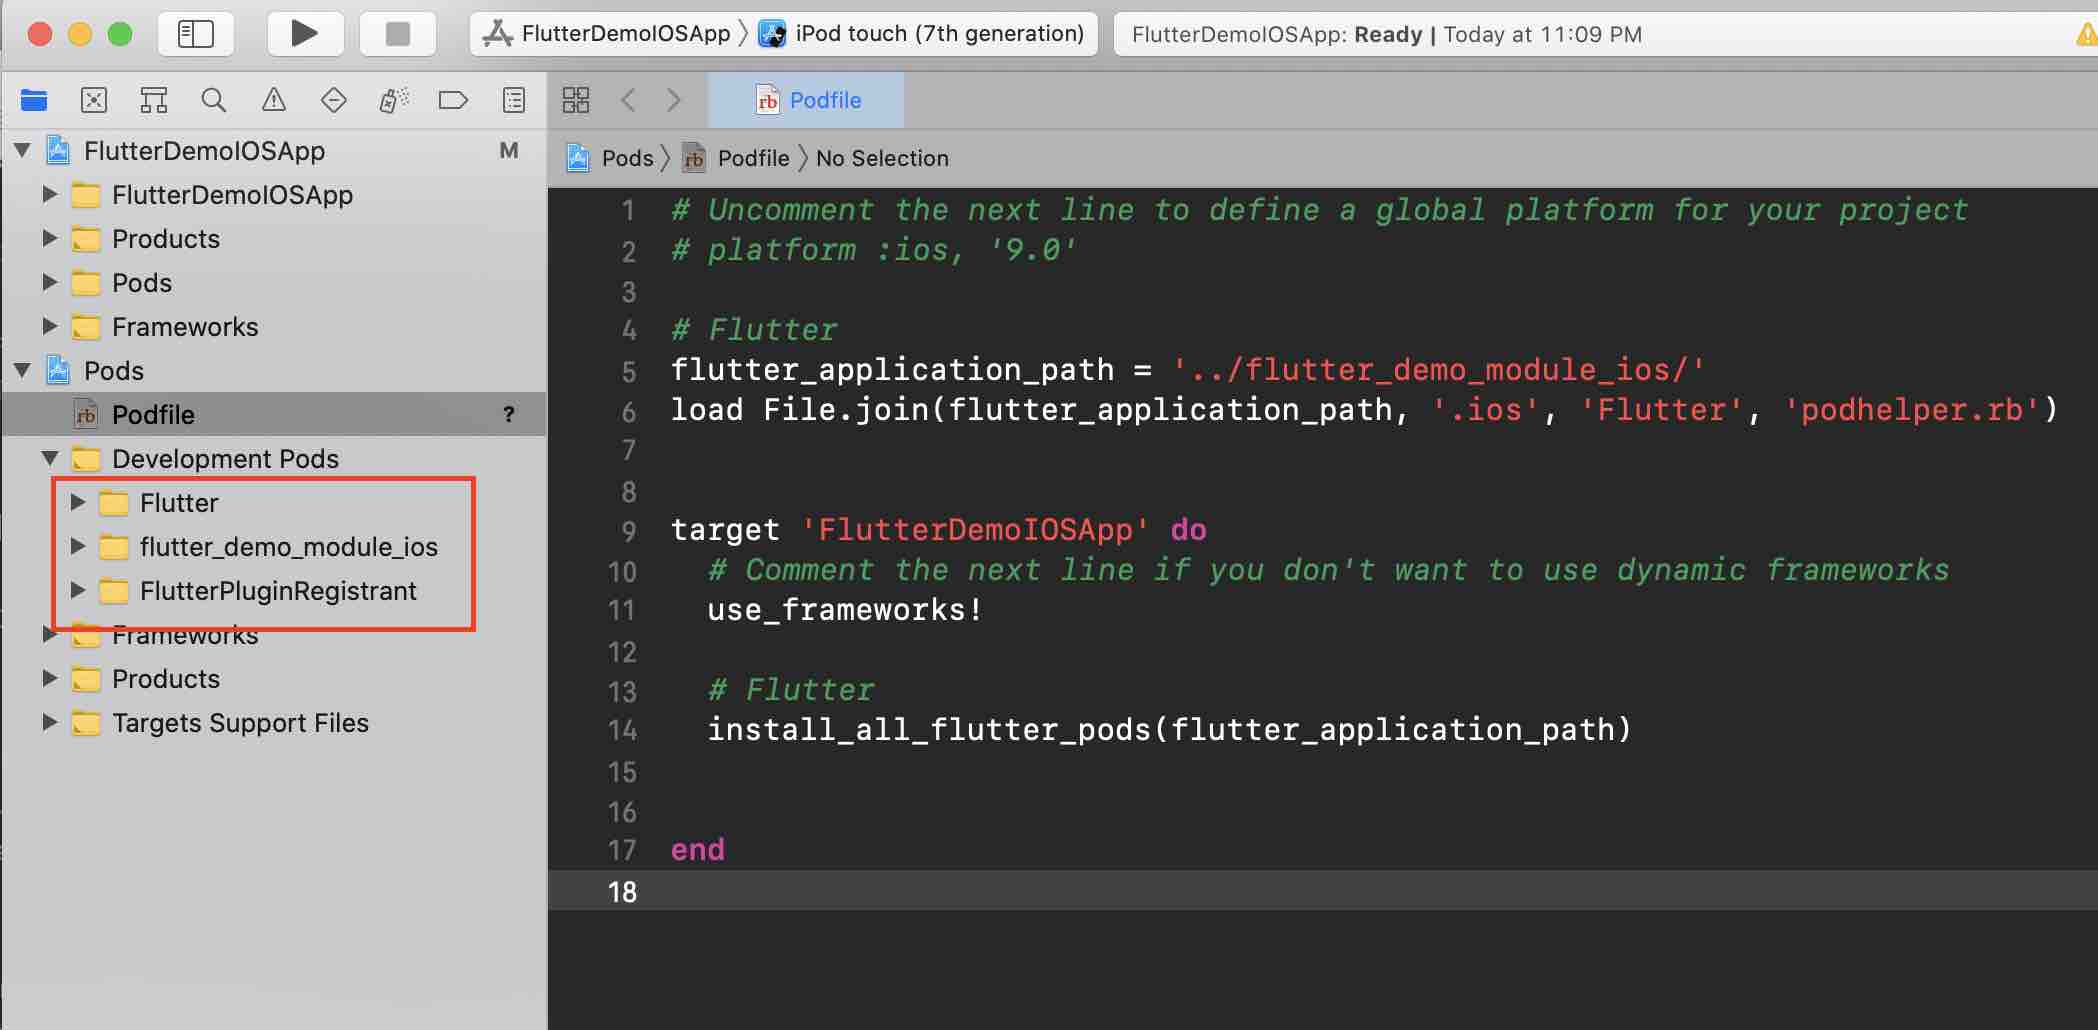 FlutterDemoIOSApp 〉 iPod touch (7th generation)
FlutterDemoIOSApp: Ready | Today at 11:09 PM
FlutterDemoIOSApp M
FlutterDemoIOSApp
Products
Pods
Frameworks
Pods
rb Podfile ?
Development Pods
Flutter
flutter_demo_module_ios
FlutterPluginRegistrant
Frameworks
Products
Targets Support Files
rb Podfile
Pods 〉 rb Podfile 〉 No Selection
1 # Uncomment the next line to define a global platform for your project
2 # platform :ios, '9.0'
3
4 # Flutter
5 flutter_application_path = '../flutter_demo_module_ios/'
6 load File.join(flutter_application_path, '.ios', 'Flutter', 'podhelper.rb')
7
8
9 target 'FlutterDemoIOSApp' do
10 # Comment the next line if you don't want to use dynamic frameworks
11 use_frameworks!
12
13 # Flutter
14 install_all_flutter_pods(flutter_application_path)
15
16
17 end
18